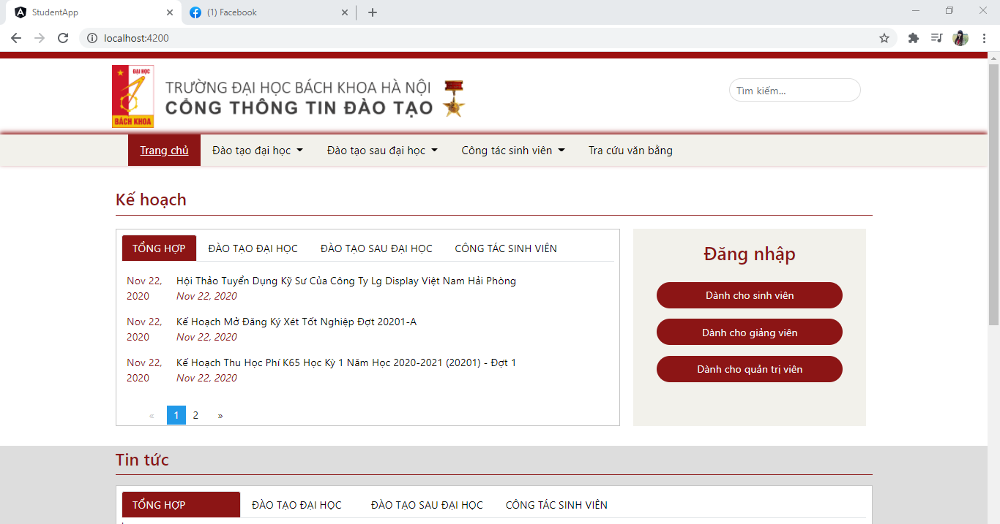 StudentApp
(1) Facebook
localhost:4200
ĐẠI HỌC
BÁCH KHOA
TRƯỜNG ĐẠI HỌC BÁCH KHOA HÀ NỘI
CỔNG THÔNG TIN ĐÀO TẠO
Tìm kiếm...
Trang chủ
Đào tạo đại học
Đào tạo sau đại học
Công tác sinh viên
Tra cứu văn bằng
Kế hoạch
TỔNG HỢP
ĐÀO TẠO ĐẠI HỌC
ĐÀO TẠO SAU ĐẠI HỌC
CÔNG TÁC SINH VIÊN
Nov 22,
2020
Hội Thảo Tuyển Dụng Kỹ Sư Của Công Ty Lg Display Việt Nam Hải Phòng
Nov 22, 2020
Nov 22,
2020
Kế Hoạch Mở Đăng Ký Xét Tốt Nghiệp Đợt 20201-A
Nov 22, 2020
Nov 22,
2020
Kế Hoạch Thu Học Phí K65 Học Kỳ 1 Năm Học 2020-2021 (20201) - Đợt 1
Nov 22, 2020
« 1 2 »
Đăng nhập
Dành cho sinh viên
Dành cho giảng viên
Dành cho quản trị viên
Tin tức
TỔNG HỢP
ĐÀO TẠO ĐẠI HỌC
ĐÀO TẠO SAU ĐẠI HỌC
CÔNG TÁC SINH VIÊN